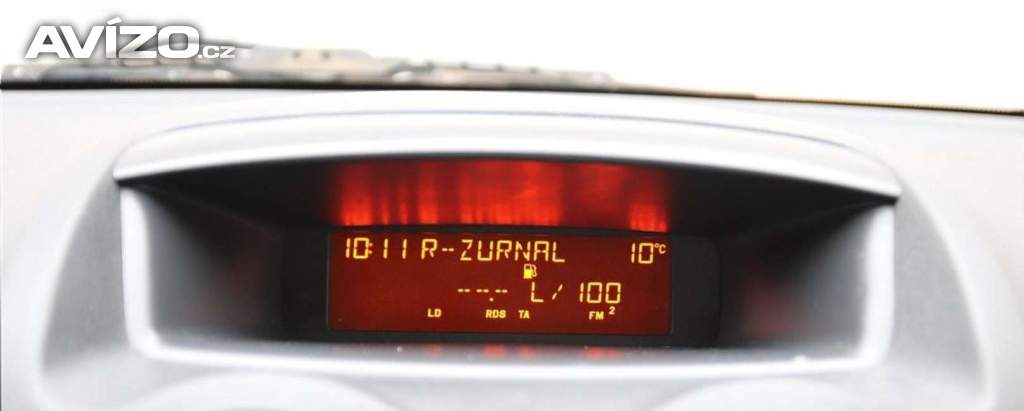 AVÍZO.cz
10:11 R-ZURNAL 10°C
--.-- L/100
LD RDS TA FM 2